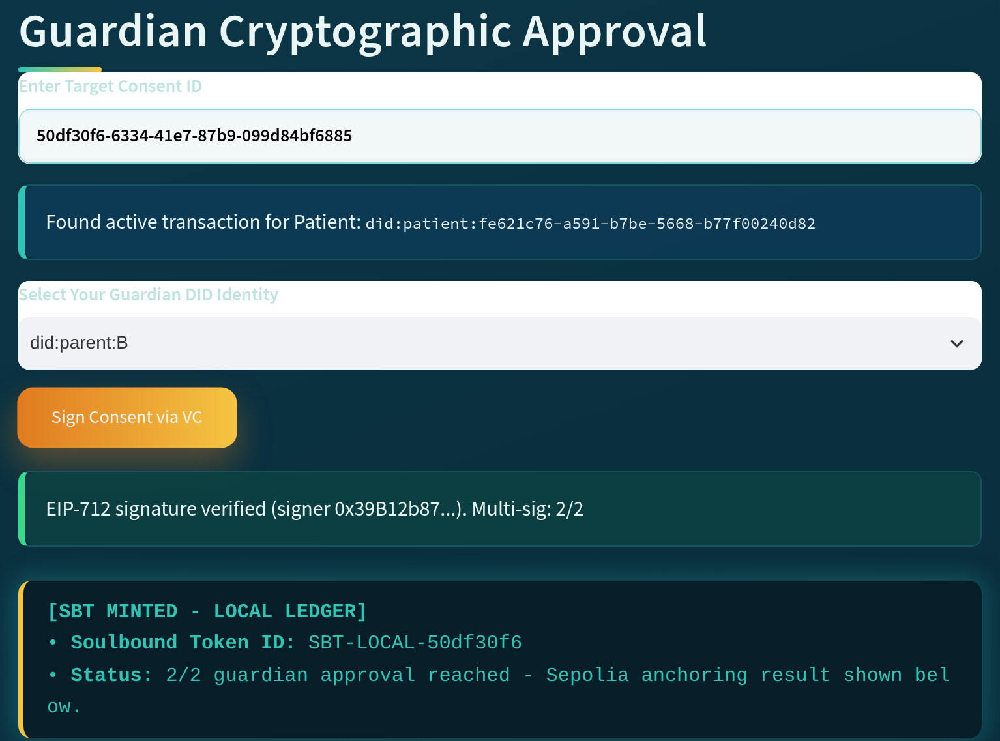 Guardian Cryptographic Approval
Enter Target Consent ID
50df30f6-6334-41e7-87b9-099d84bf6885
Found active transaction for Patient: did:patient:fe621c76-a591-b7be-5668-b77f00240d82
Select Your Guardian DID Identity
did:parent:B
Sign Consent via VC
EIP-712 signature verified (signer 0x39B12b87...). Multi-sig: 2/2
[SBT MINTED - LOCAL LEDGER]
• Soulbound Token ID: SBT-LOCAL-50df30f6
• Status: 2/2 guardian approval reached - Sepolia anchoring result shown bel
ow.